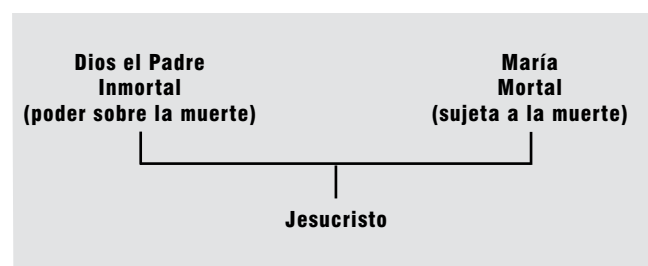 Dios el Padre
Inmortal
(poder sobre la muerte)
María
Mortal
(sujeta a la muerte)
Jesucristo